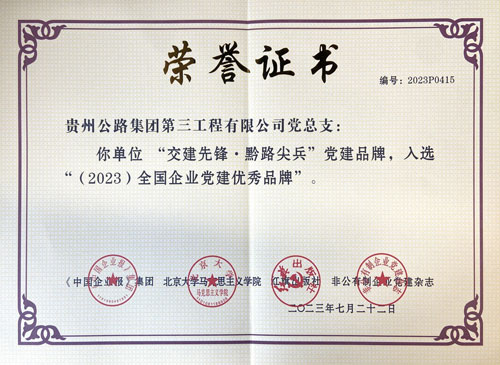 荣誉证书
编号：2023P0415
贵州公路集团第三工程有限公司党总支：
你单位“交建先锋·黔路尖兵”党建品牌，入选
“（2023）全国企业党建优秀品牌”。
《中国企业报》集团 北京大学马克思主义学院 红旗出版社 非公有制企业党建杂志
二〇二三年七月二十二日